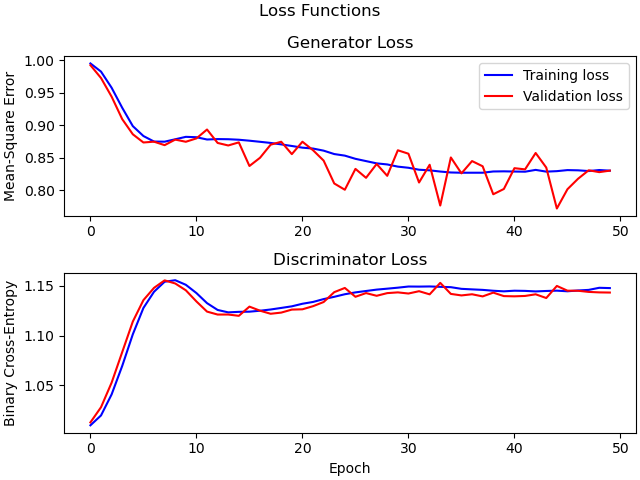 Loss Functions
Generator Loss
Mean-Square Error
1.00
0.95
0.90
0.85
0.80
Training loss
Validation loss
0 10 20 30 40 50
Discriminator Loss
Binary Cross-Entropy
1.15
1.10
1.05
0 10 20 30 40 50
Epoch